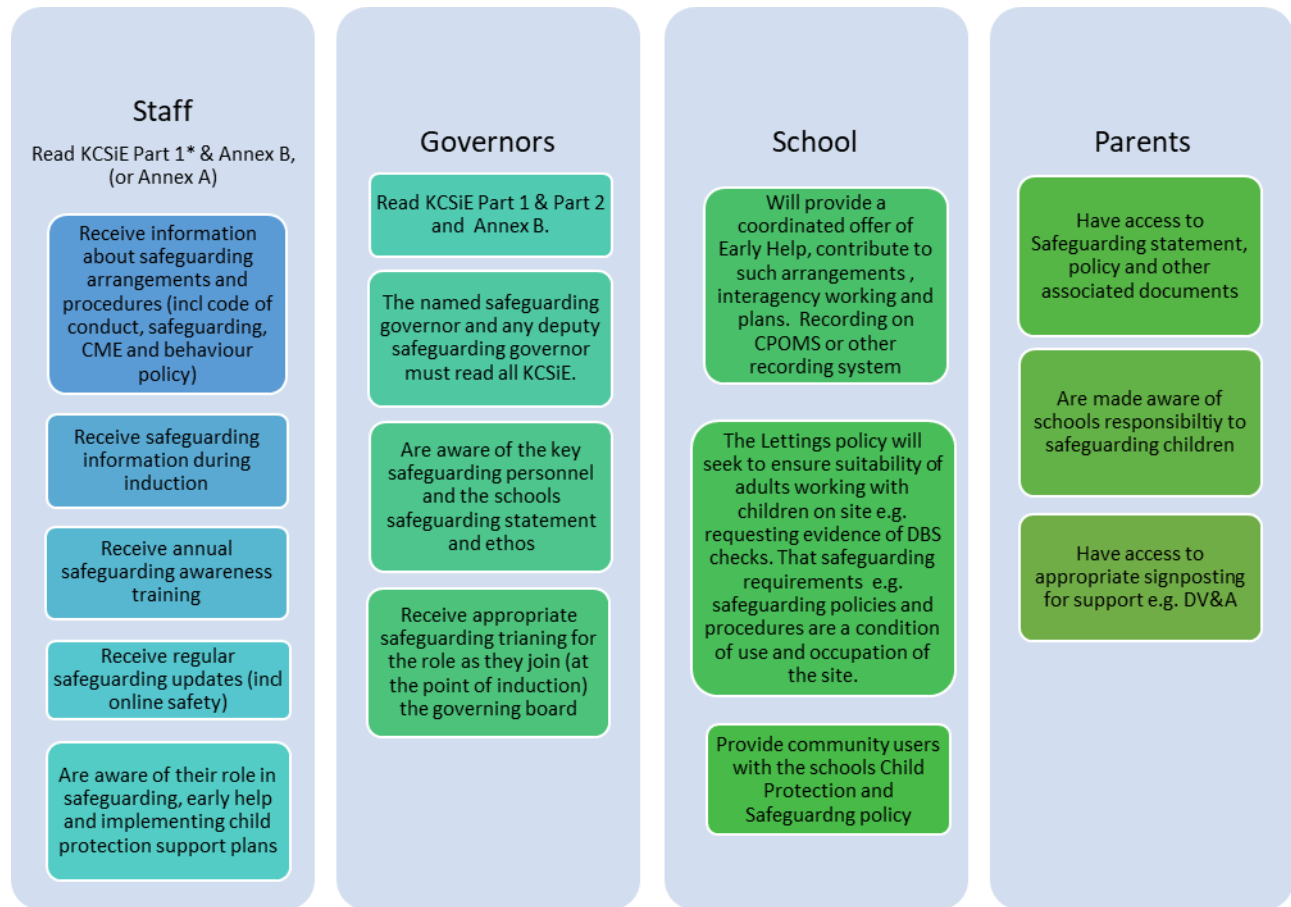 Staff
Read KCSiE Part 1* & Annex B,
(or Annex A)
Receive information
about safeguarding
arrangements and
procedures (incl code of
conduct, safeguarding,
CME and behaviour
policy)
Receive safeguarding
information during
induction
Receive annual
safeguarding awareness
training
Receive regular
safeguarding updates (incl
online safety)
Are aware of their role in
safeguarding, early help
and implementing child
protection support plans
Governors
Read KCSiE Part 1 & Part 2
and Annex B.
The named safeguarding
governor and any deputy
safeguarding governor
must read all KCSiE.
Are aware of the key
safeguarding personnel
and the schools
safeguarding statement
and ethos
Receive appropriate
safeguarding trianing for
the role as they join (at
the point of induction)
the governing board
School
Will provide a
coordinated offer of
Early Help, contribute to
such arrangements ,
interagency working and
plans. Recording on
CPOMS or other
recording system
The Lettings policy will
seek to ensure suitability of
adults working with
children on site e.g.
requesting evidence of DBS
checks. That safeguarding
requirements e.g.
safeguarding policies and
procedures are a condition
of use and occupation of
the site.
Provide community users
with the schools Child
Protection and
Safeguardng policy
Parents
Have access to
Safeguarding statement,
policy and other
associated documents
Are made aware of
schools responsibiltiy to
safeguarding children
Have access to
appropriate signposting
for support e.g. DV&A